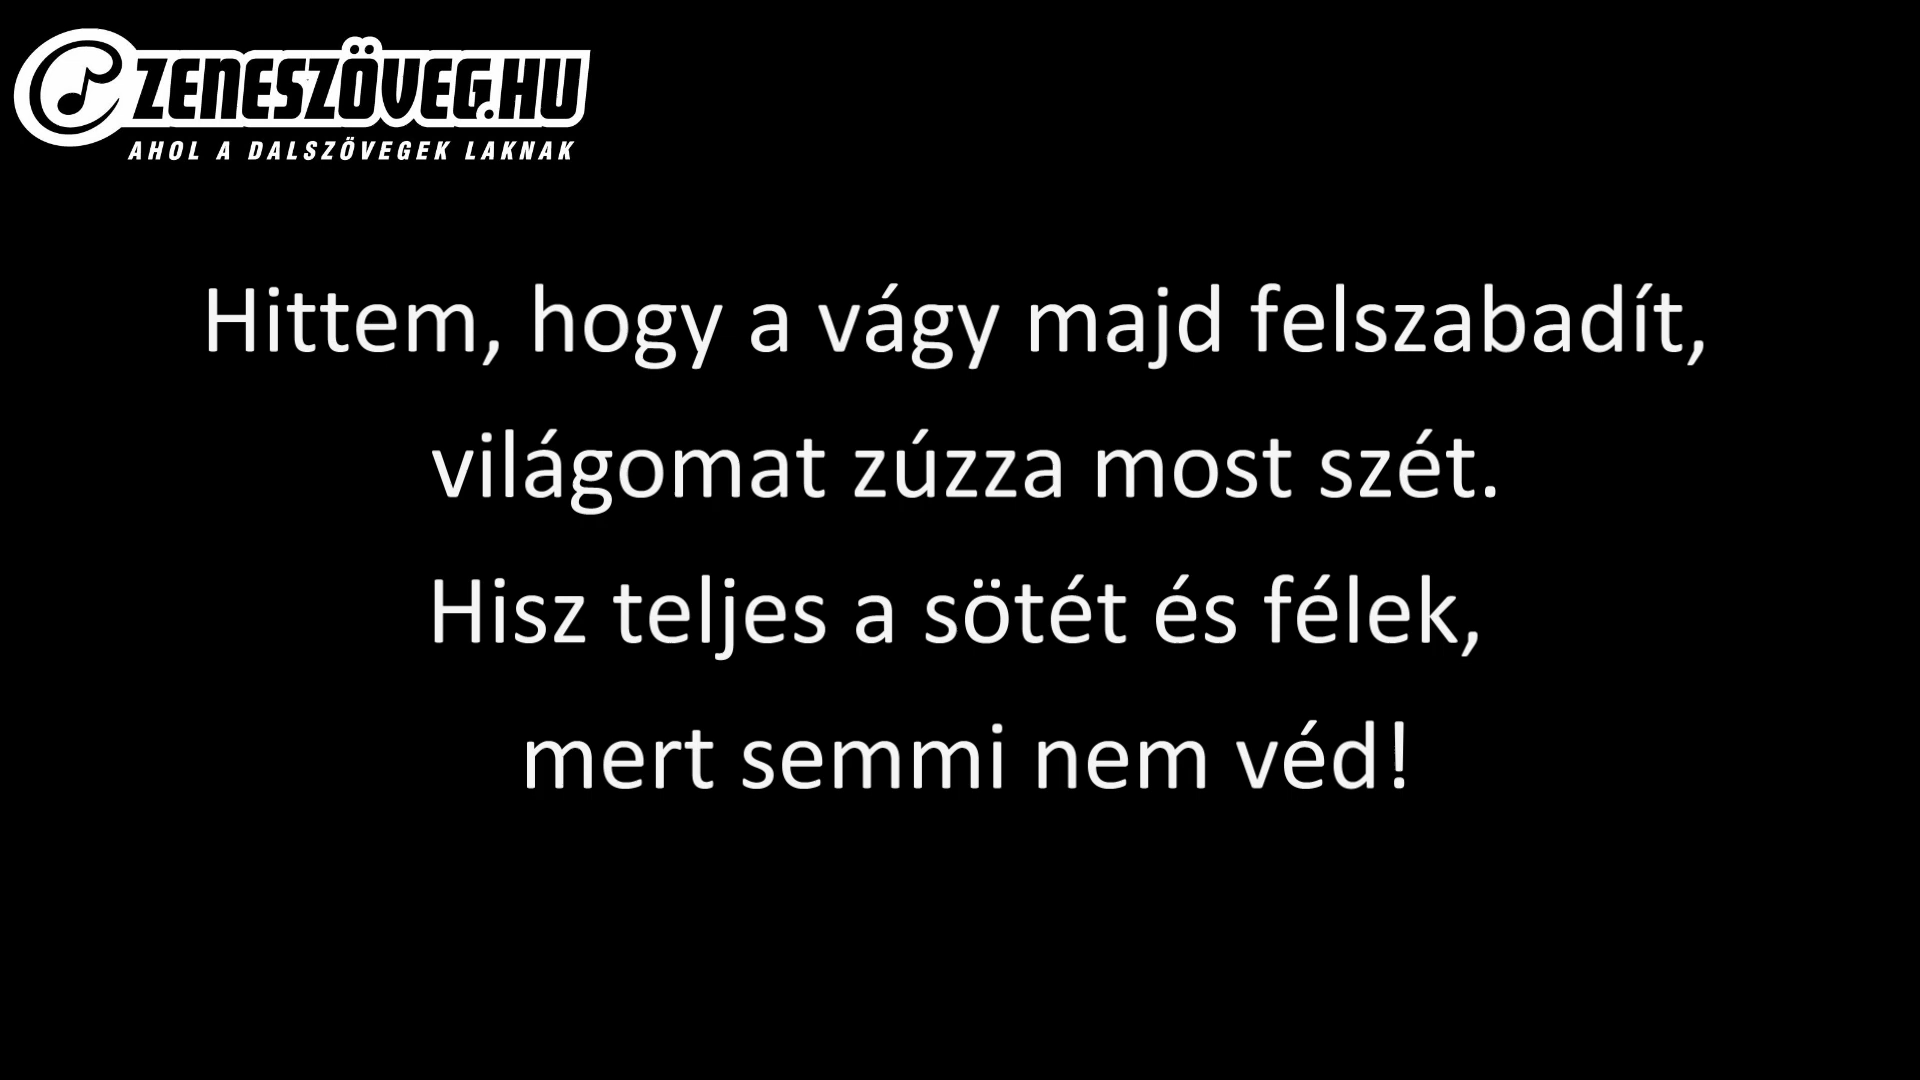 ZENESZÖVEG.HU
AHOL A DALSZÖVEGEK LAKNAK
Hittem, hogy a vágy majd felszabadít,
világomat zúzza most szét.
Hisz teljes a sötét és félek,
mert semmi nem véd!